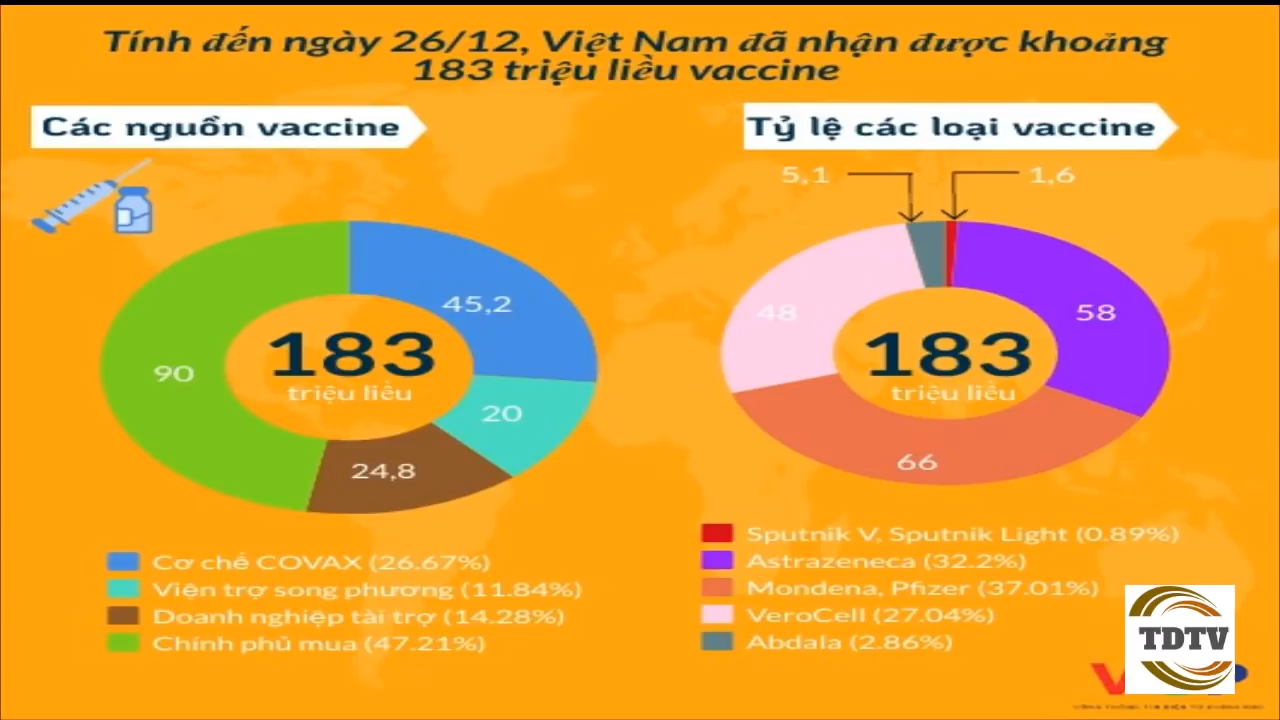 Tính đến ngày 26/12, Việt Nam đã nhận được khoảng
183 triệu liều vaccine
Các nguồn vaccine
45,2
20
24,8
90
183
triệu liều
Cơ chế COVAX (26.67%)
Viện trợ song phương (11.84%)
Doanh nghiệp tài trợ (14.28%)
Chính phủ mua (47.21%)
Tỷ lệ các loại vaccine
5,1
1,6
48
58
66
183
triệu liều
Sputnik V, Sputnik Light (0.89%)
Astrazeneca (32.2%)
Mondena, Pfizer (37.01%)
VeroCell (27.04%)
Abdala (2.86%)
TDTV